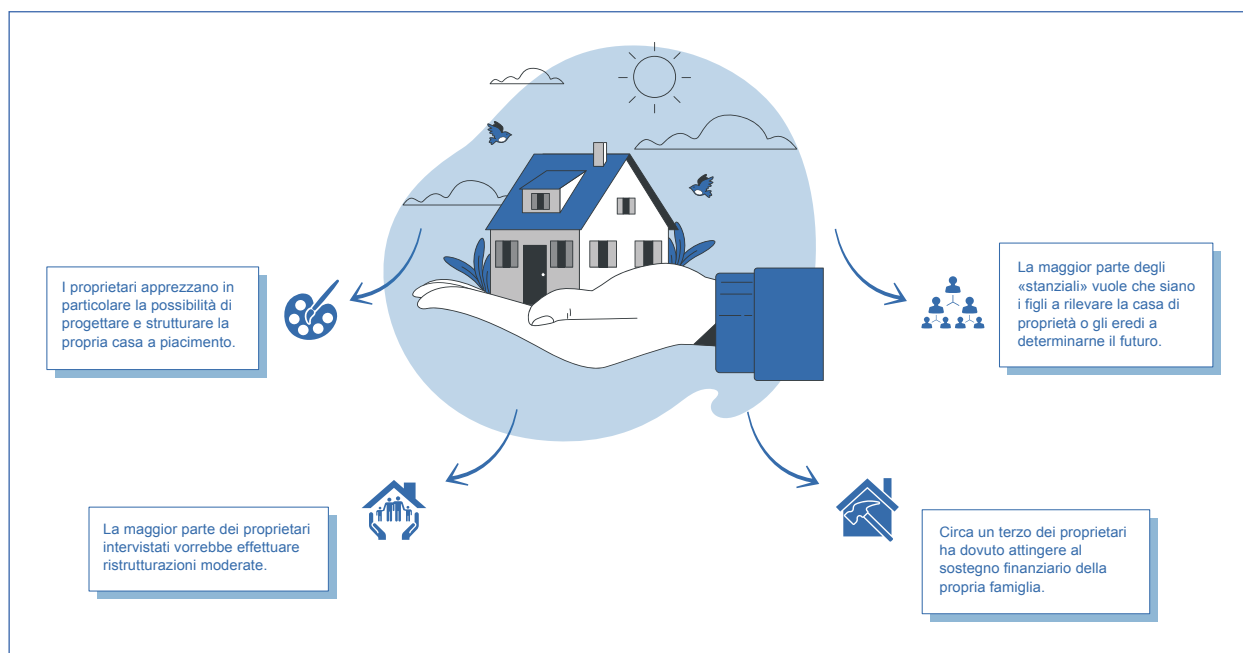 I proprietari apprezzano in
particolare la possibilità di
progettare e strutturare la
propria casa a piacimento.
La maggior parte degli
«stanziali» vuole che siano
i figli a rilevare la casa di
proprietà o gli eredi a
determinarne il futuro.
La maggior parte dei proprietari
intervistati vorrebbe effettuare
ristrutturazioni moderate.
Circa un terzo dei proprietari
ha dovuto attingere al
sostegno finanziario della
propria famiglia.